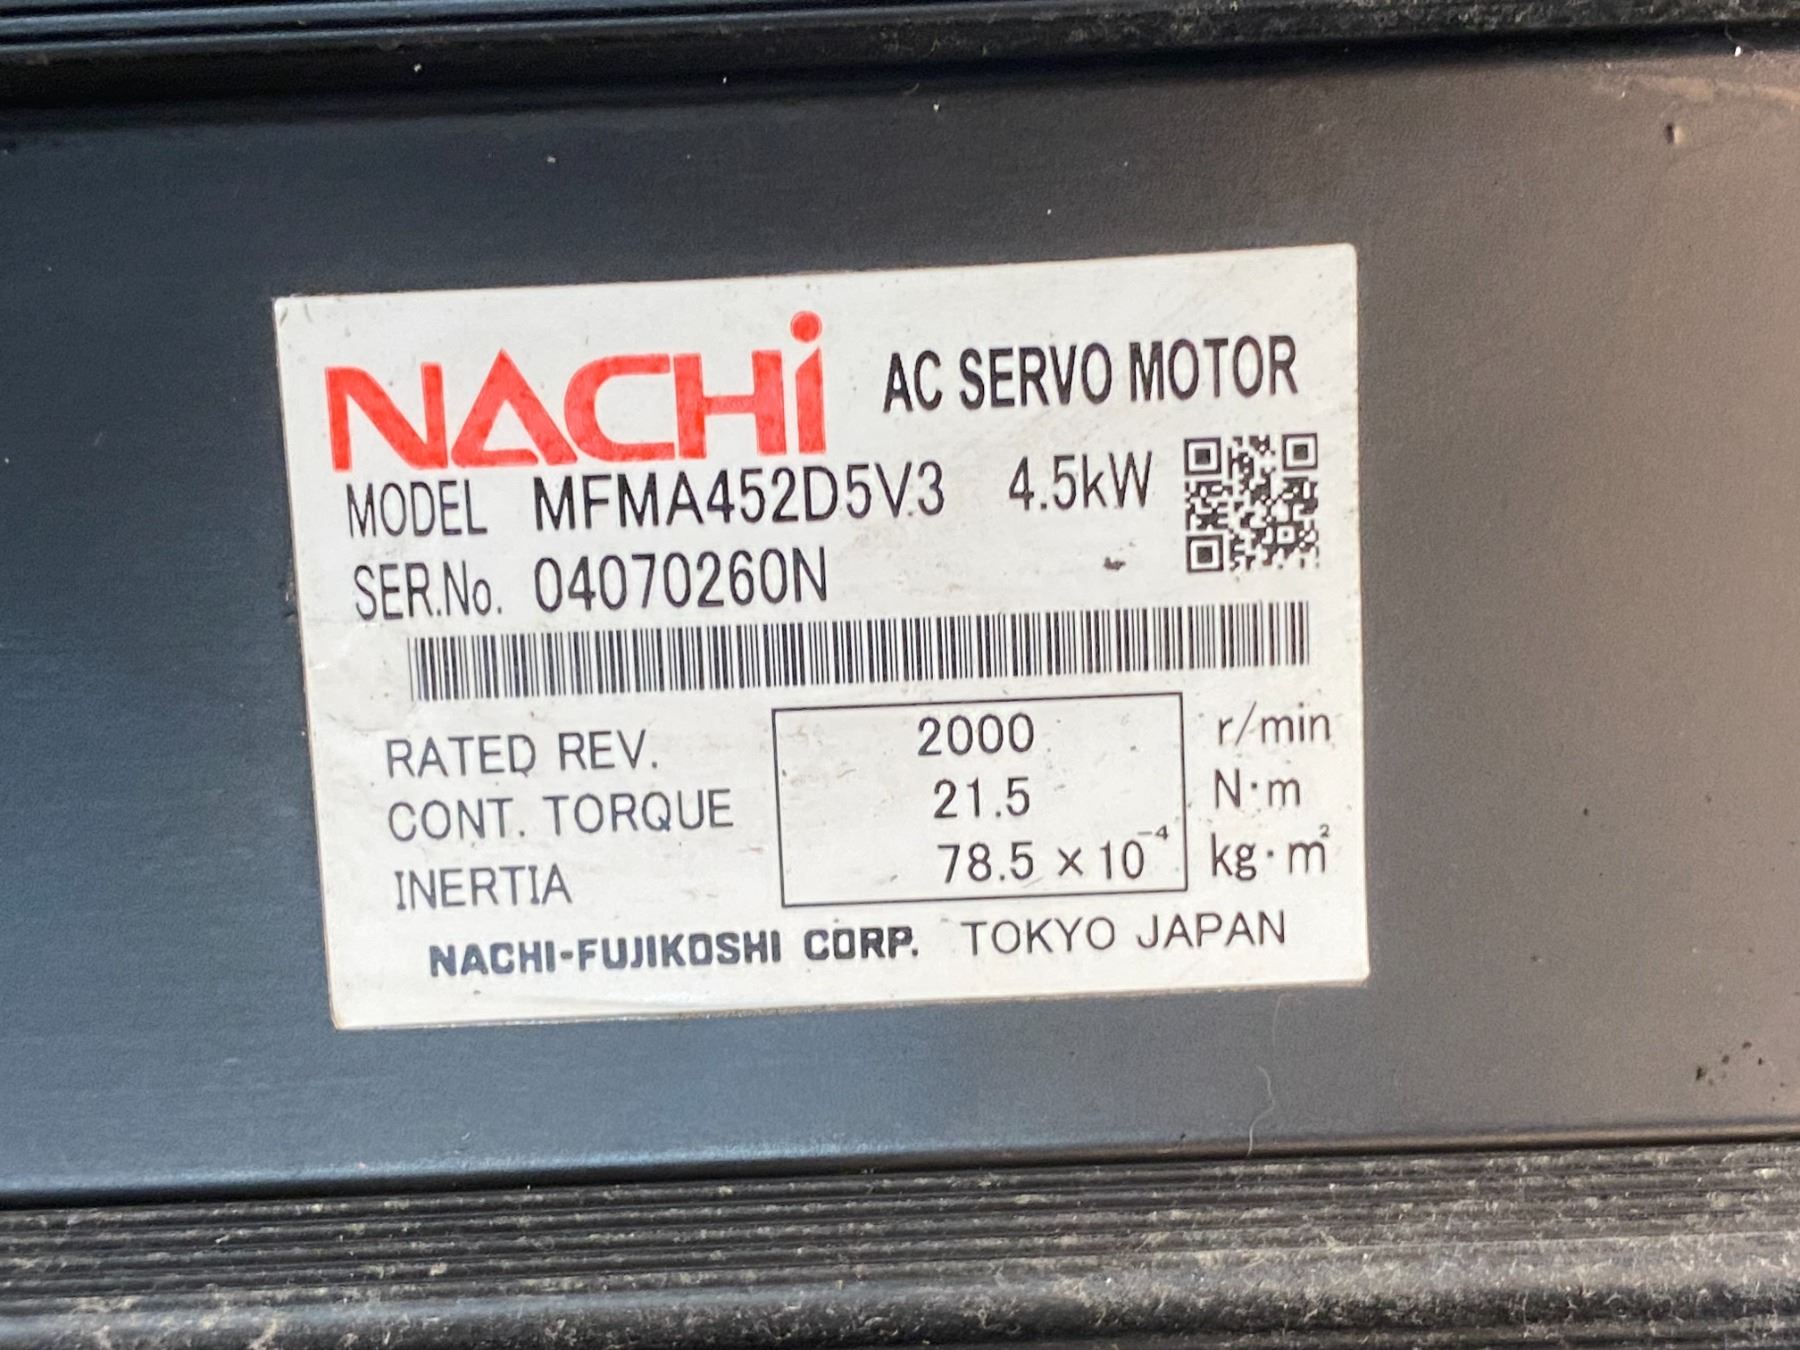 NACHi AC SERVO MOTOR
MODEL MFMA452D5V3 4.5kW
SER.No. 04070260N
RATED REV. 2000 r/min
CONT. TORQUE 21.5 N·m
INERTIA 78.5 × 10⁻⁴ kg·m²
NACHI-FUJIKOSHI CORP. TOKYO JAPAN